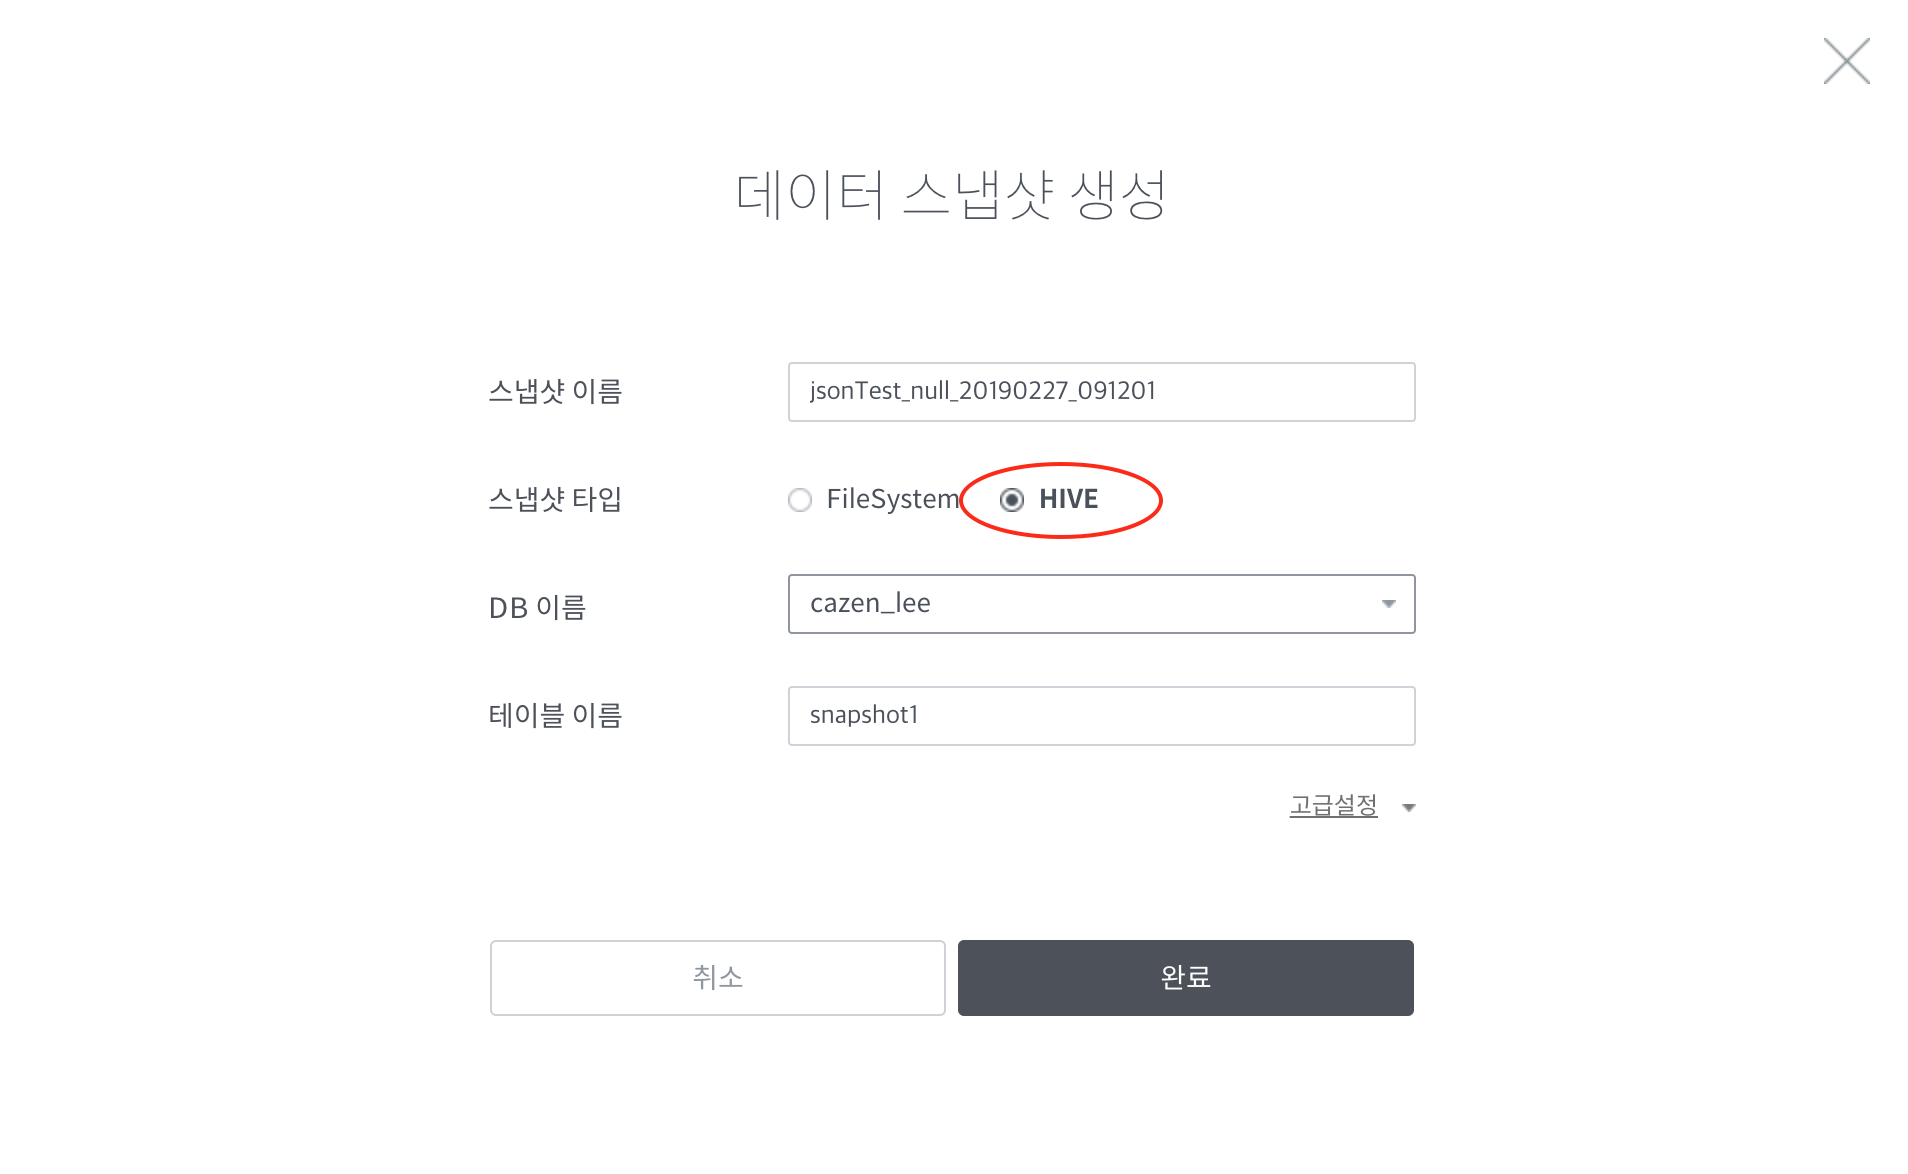 데이터 스냅샷 생성
스냅샷 이름 jsonTest_null_20190227_091201
스냅샷 타입 FileSystem HIVE
DB 이름 cazen_lee
테이블 이름 snapshot1
고급설정
취소 완료